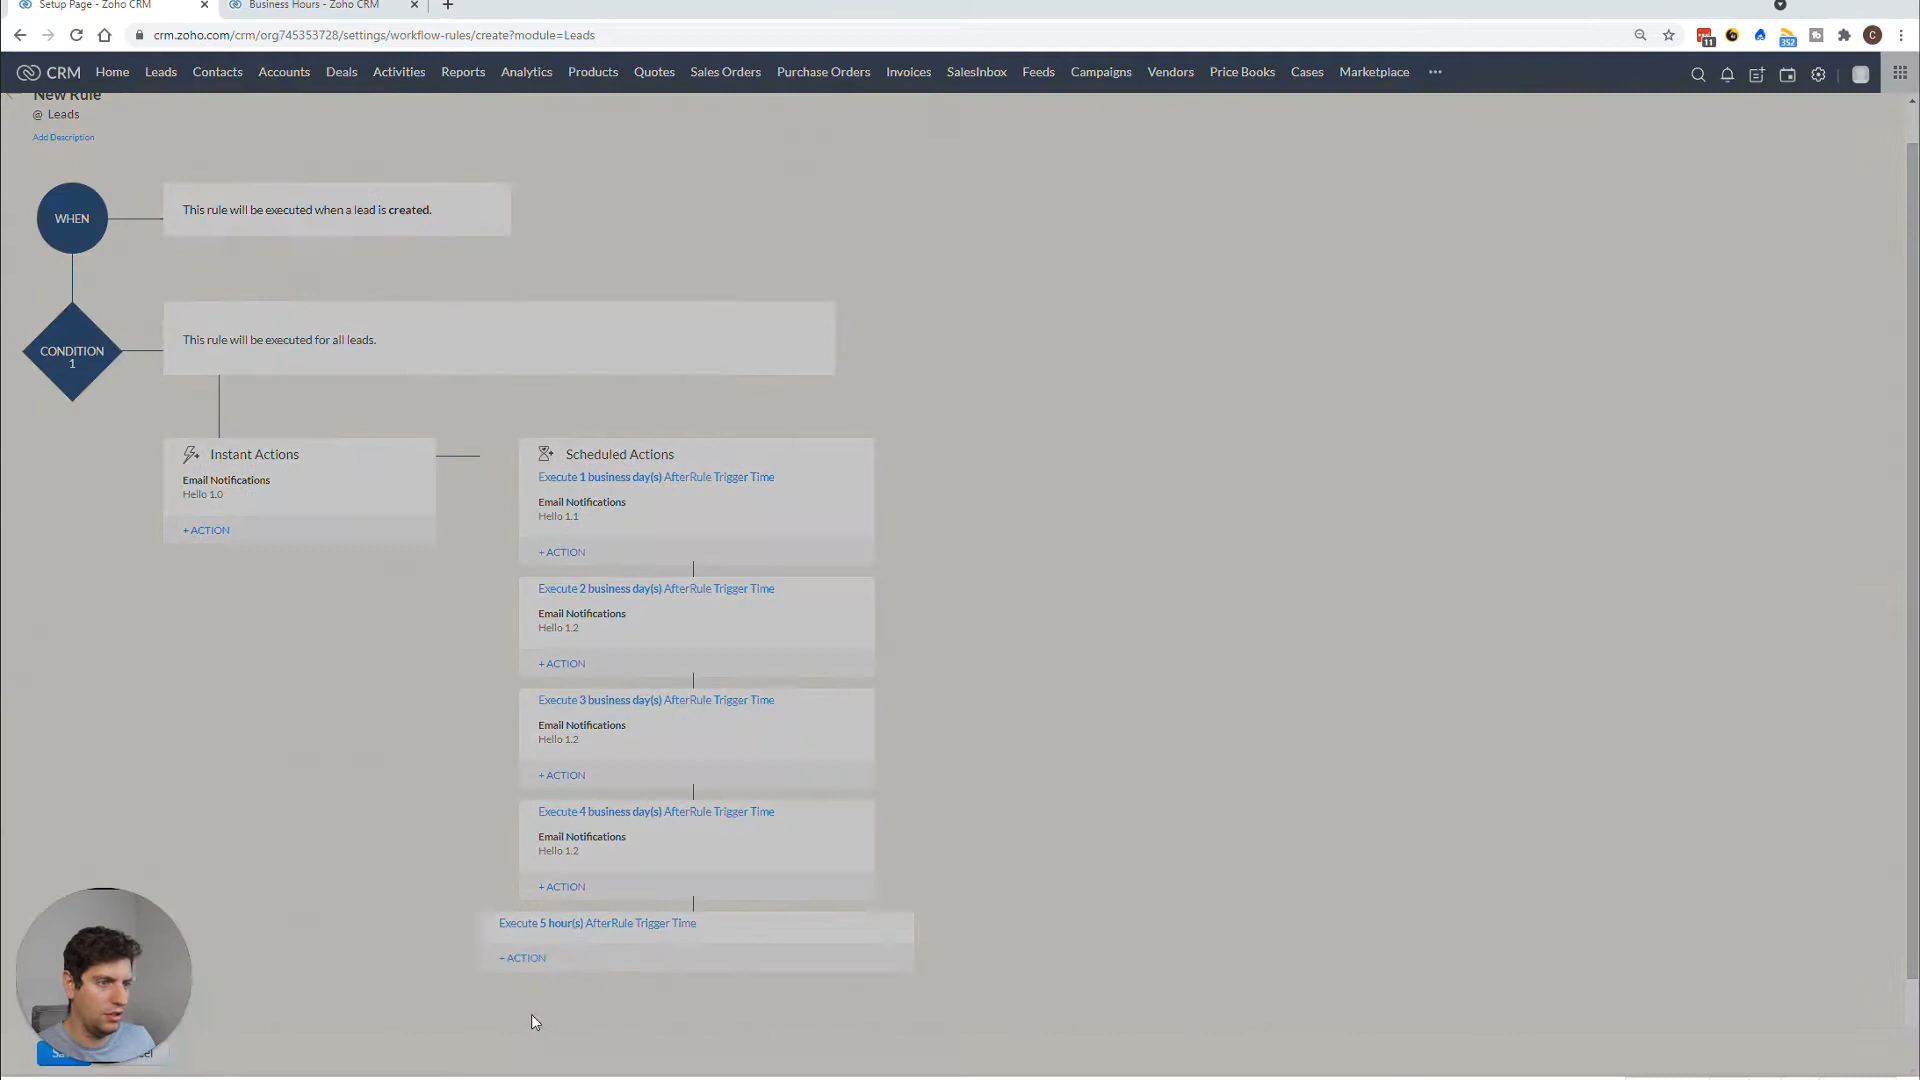 Setup Page - Zoho CRM
Business Hours - Zoho CRM
crm.zoho.com/crm/org745353728/settings/workflow-rules/create?module=Leads
11
352
C
CRM Home Leads Contacts Accounts Deals Activities Reports Analytics Products Quotes Sales Orders Purchase Orders Invoices SalesInbox Feeds Campaigns Vendors Price Books Cases Marketplace
New Rule
@ Leads
Add Description
WHEN
This rule will be executed when a lead is created.
CONDITION
1
This rule will be executed for all leads.
Instant Actions
Email Notifications
Hello 1.0
+ ACTION
Scheduled Actions
Execute 1 business day(s) AfterRule Trigger Time
Email Notifications
Hello 1.1
+ ACTION
Execute 2 business day(s) AfterRule Trigger Time
Email Notifications
Hello 1.2
+ ACTION
Execute 3 business day(s) AfterRule Trigger Time
Email Notifications
Hello 1.2
+ ACTION
Execute 4 business day(s) AfterRule Trigger Time
Email Notifications
Hello 1.2
+ ACTION
Execute 5 hour(s) AfterRule Trigger Time
+ ACTION